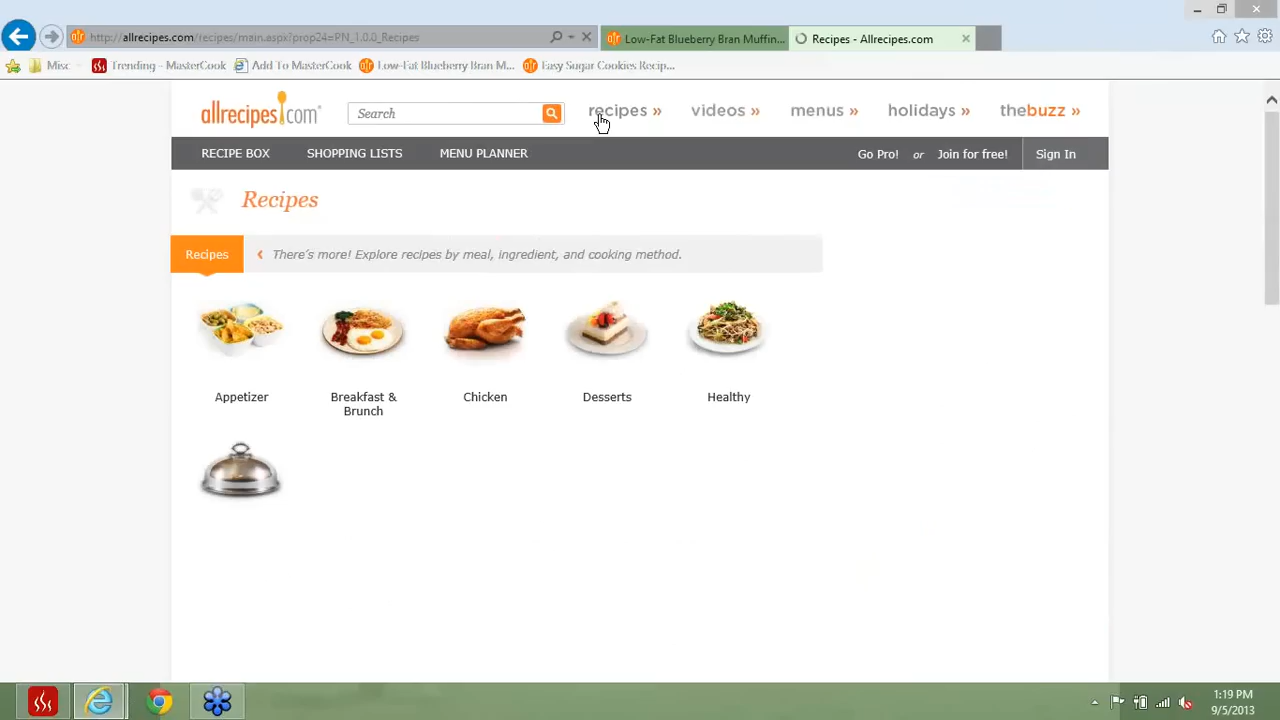 http://allrecipes.com/recipes/main.aspx?prop24=PN_1.0.0_Recipes
Low-Fat Blueberry Bran Muffin...
Recipes - Allrecipes.com
Misc
Trending - MasterCook
Add To MasterCook
Low-Fat Blueberry Bran M...
Easy Sugar Cookies Recip...
allrecipes.com
Search
recipes »
videos »
menus »
holidays »
thebuzz »
RECIPE BOX
SHOPPING LISTS
MENU PLANNER
Go Pro! or Join for free!
Sign In
Recipes
Recipes
There's more! Explore recipes by meal, ingredient, and cooking method.
Appetizer
Breakfast &
Brunch
Chicken
Desserts
Healthy
1:19 PM
9/5/2013